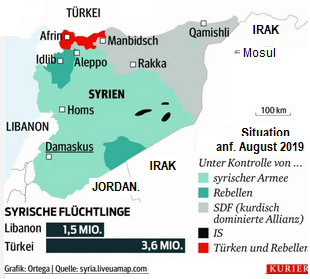 TÜRKEI
Qamishli
IRAK
Afrin
Manbidsch
Mosul
Idlib
Aleppo
Rakka
SYRIEN
Homs
100 km
LIBANON
Situation
anf. August 2019
Damaskus
IRAK
Unter Kontrolle von ...
JORDAN.
syrischer Armee
Rebellen
SDF (kurdisch
dominierte Allianz)
IS
Türken und Rebellen
SYRISCHE FLÜCHTLINGE
Libanon 1,5 MIO.
Türkei 3,6 MIO.
Grafik: Ortega | Quelle: syria.liveuamap.com
KURIER